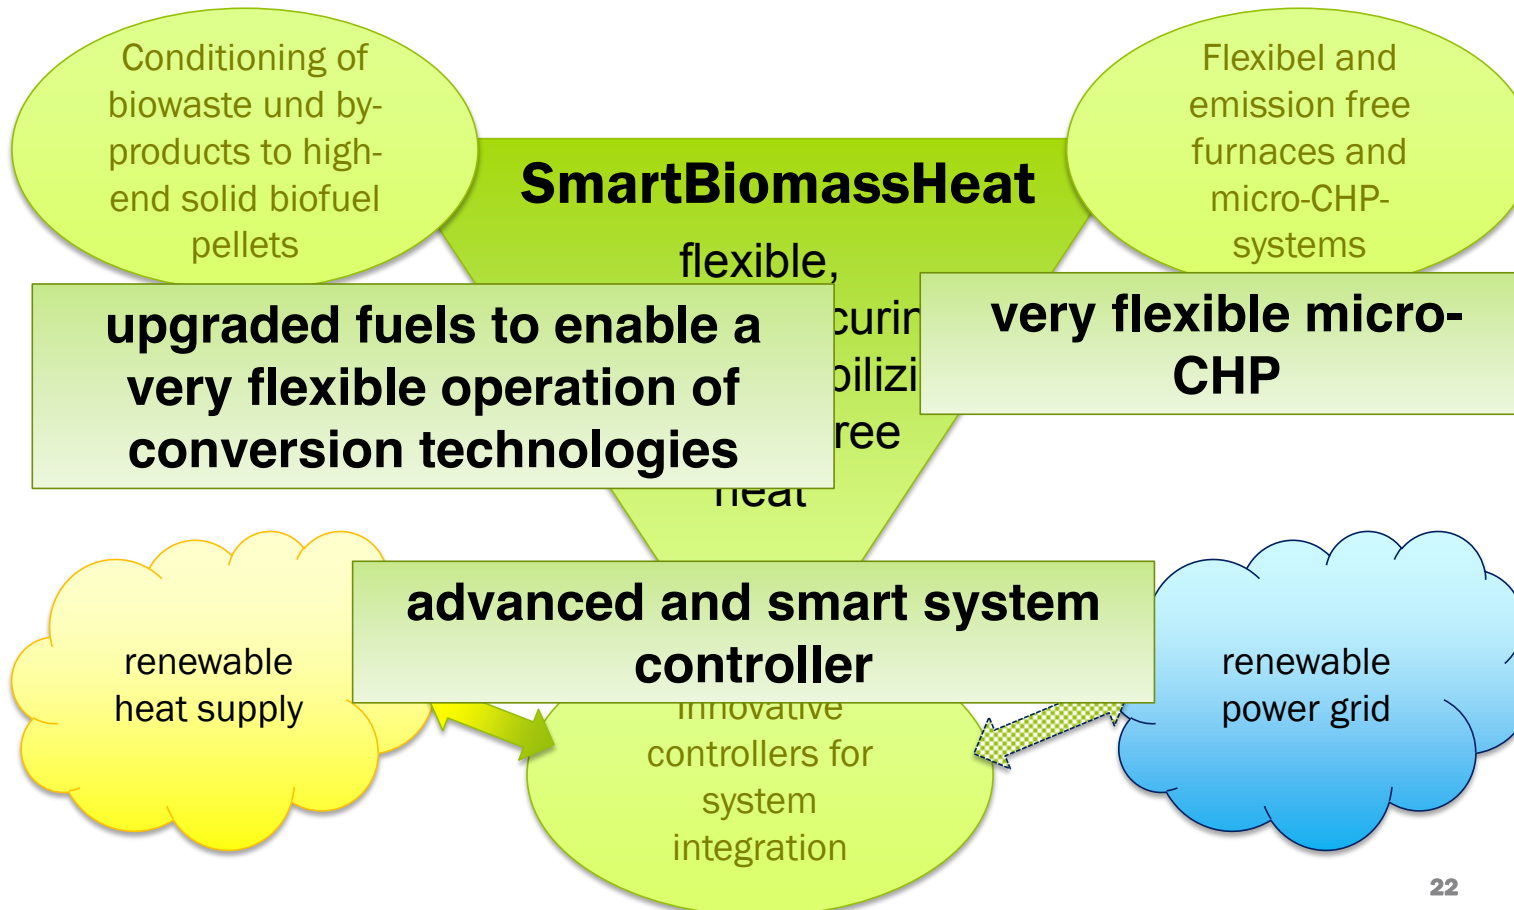 Conditioning of
biowaste und by-
products to high-
end solid biofuel
pellets
SmartBiomassHeat
flexible,
heat
Flexibel and
emission free
furnaces and
micro-CHP-
systems
upgraded fuels to enable a
very flexible operation of
conversion technologies
very flexible micro-
CHP
advanced and smart system
controller
renewable
heat supply
innovative
controllers for
system
integration
renewable
power grid
22